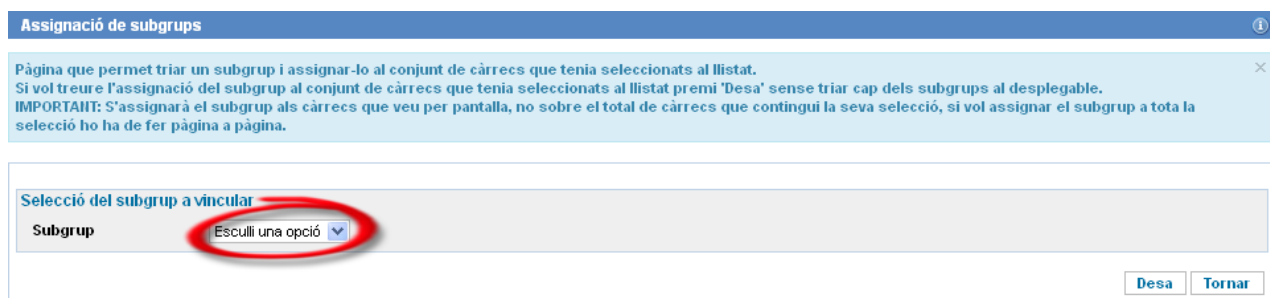 Assignació de subgrups
Pàgina que permet triar un subgrup i assignar-lo al conjunt de càrrecs que tenia seleccionats al llistat.
Si vol treure l'assignació del subgrup al conjunt de càrrecs que tenia seleccionats al llistat premi 'Desa' sense triar cap dels subgrups al desplegable.
IMPORTANT: S'assignarà el subgrup als càrrecs que veu per pantalla, no sobre el total de càrrecs que contingui la seva selecció, si vol assignar el subgrup a tota la
selecció ho ha de fer pàgina a pàgina.
Selecció del subgrup a vincular
Subgrup Esculli una opció
Desa Tornar